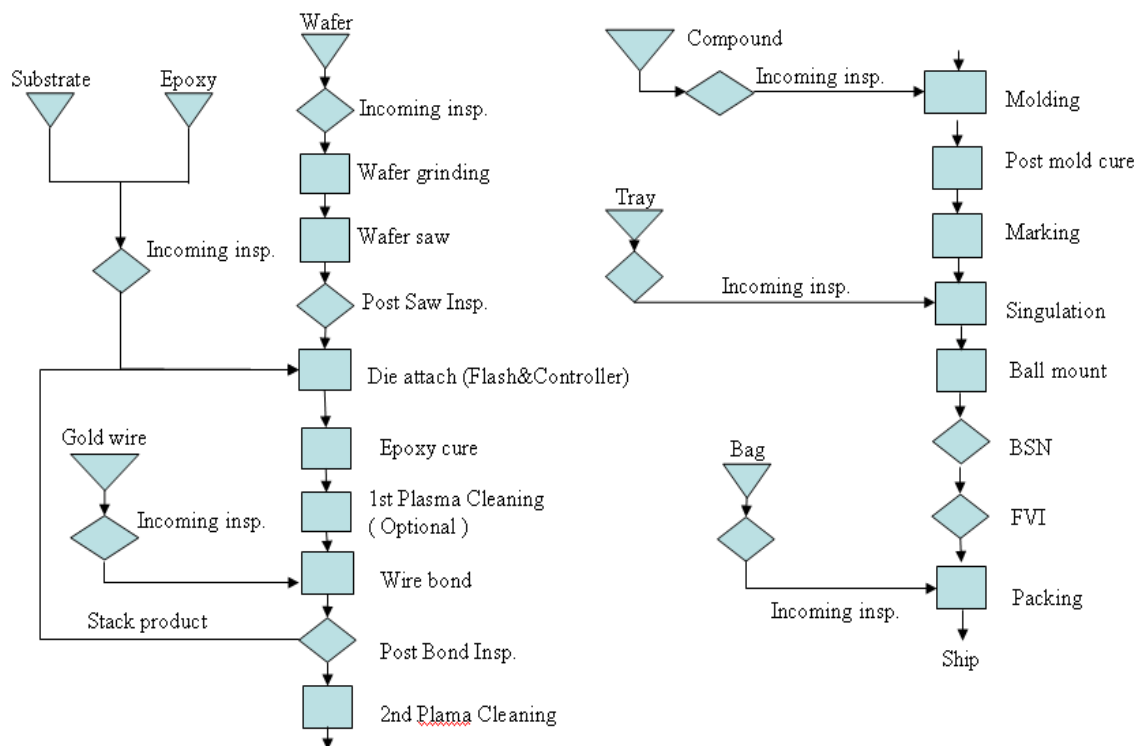 Wafer
Substrate
Epoxy
Incoming insp.
Wafer grinding
Wafer saw
Incoming insp.
Post Saw Insp.
Die attach (Flash&Controller)
Gold wire
Epoxy cure
1st Plasma Cleaning
( Optional )
Incoming insp.
Wire bond
Stack product
Post Bond Insp.
2nd Plama Cleaning
Compound
Incoming insp.
Molding
Post mold cure
Tray
Marking
Incoming insp.
Singulation
Ball mount
BSN
Bag
FVI
Packing
Incoming insp.
Ship